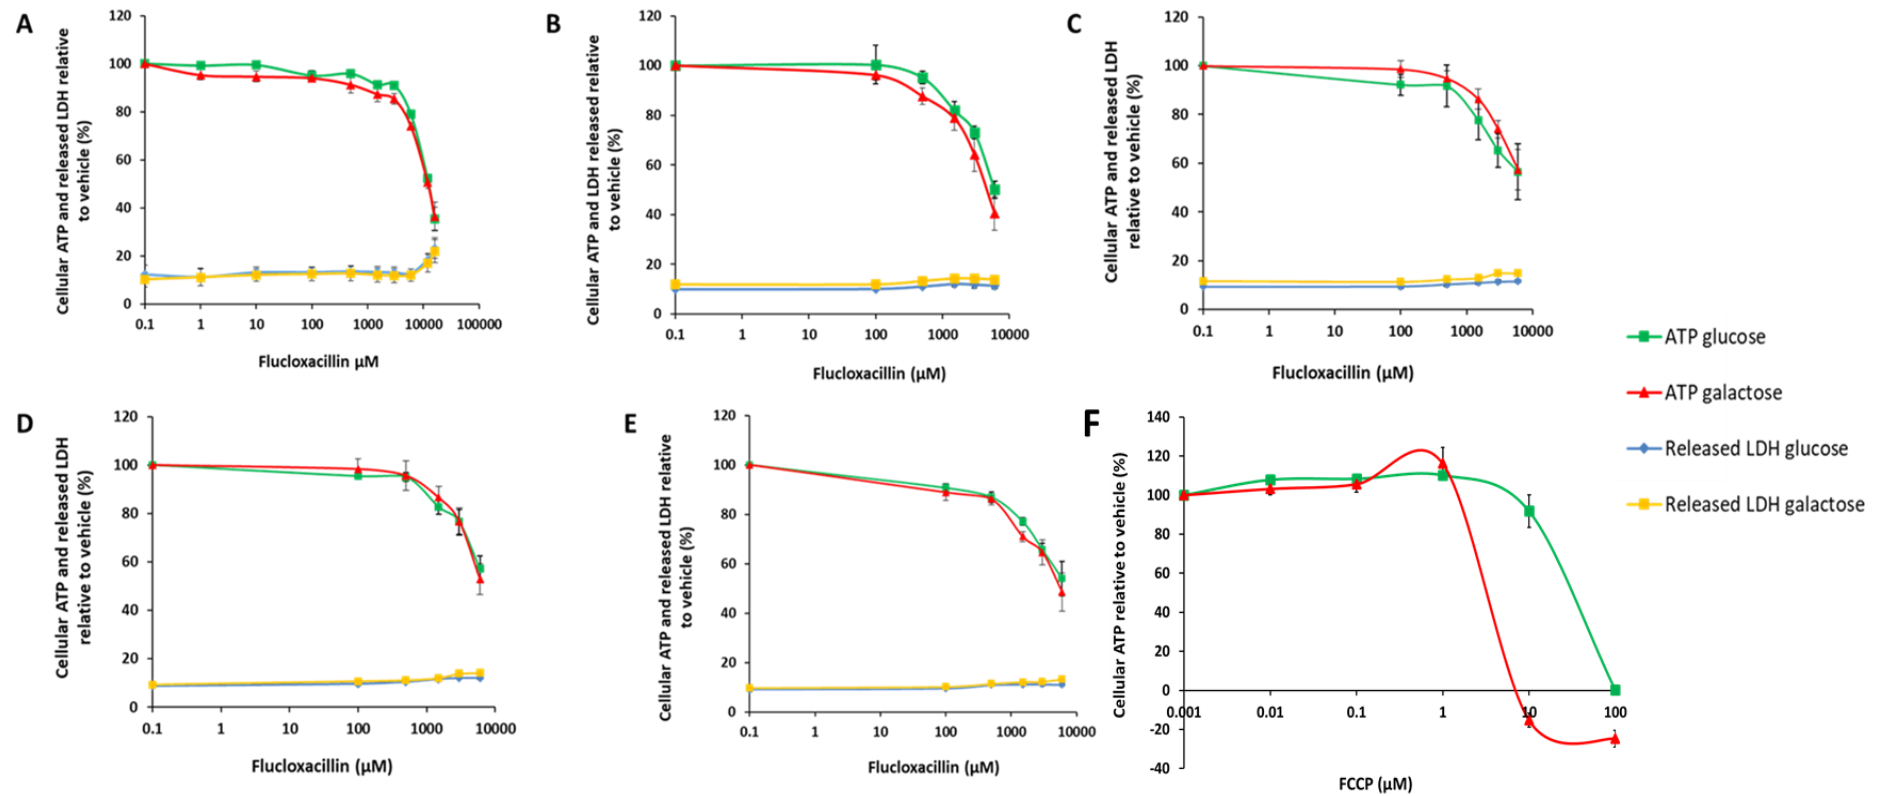 A
Cellular ATP and released LDH relative
to vehicle (%)
120
100
80
60
40
20
0
0.1 1 10 100 1000 10000 100000
Flucloxacillin µM
B
Cellular ATP and LDH released relative
to vehicle (%)
120
100
80
60
40
20
0
0.1 1 10 100 1000 10000
Flucloxacillin (µM)
C
Cellular ATP and released LDH
relative to vehicle (%)
120
100
80
60
40
20
0
0.1 1 10 100 1000 10000
Flucloxacillin (µM)
ATP glucose
ATP galactose
Released LDH glucose
Released LDH galactose
D
Cellular ATP and released LDH
relative to vehicle (%)
120
100
80
60
40
20
0
0.1 1 10 100 1000 10000
Flucloxacillin (µM)
E
Cellular ATP and released LDH relative
to vehicle (%)
120
100
80
60
40
20
0
0.1 1 10 100 1000 10000
Flucloxacillin (µM)
F
Cellular ATP relative to vehicle (%)
140
120
100
80
60
40
20
0
-20
-40
0.001 0.01 0.1 1 10 100
FCCP (µM)